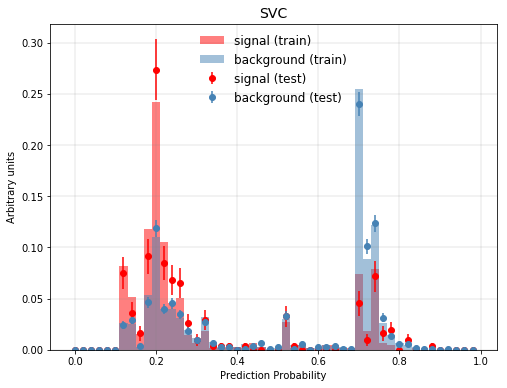 SVC
signal (train)
background (train)
signal (test)
background (test)
Arbitrary units
0.30
0.25
0.20
0.15
0.10
0.05
0.00
0.0 0.2 0.4 0.6 0.8 1.0
Prediction Probability